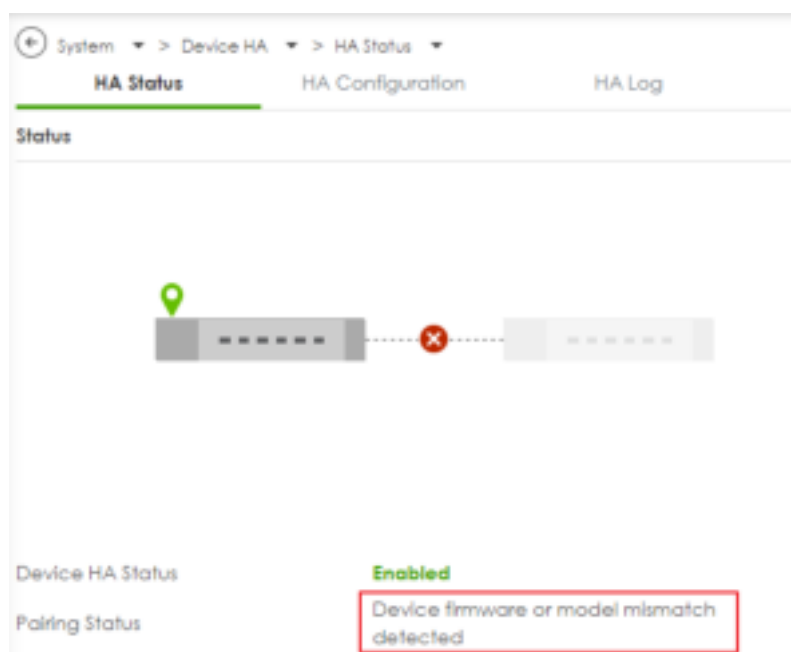 System > Device HA > HA Status
HA Status HA Configuration HA Log
Status
Device HA Status Enabled
Pairing Status Device firmware or model mismatch
detected